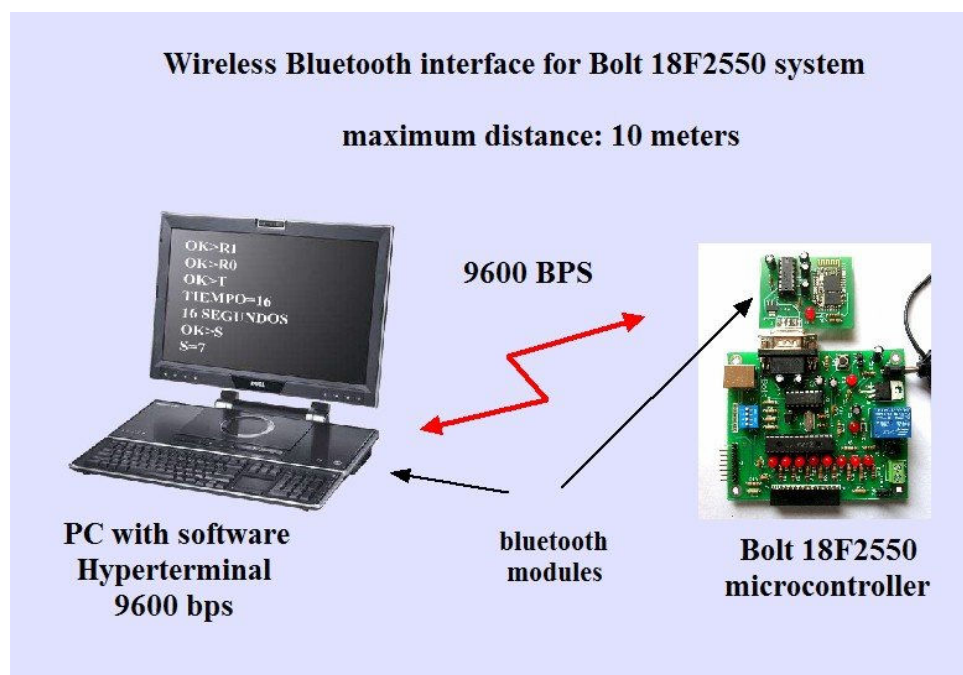 Wireless Bluetooth interface for Bolt 18F2550 system
maximum distance: 10 meters
OK>R1
OK>R0
OK>T
TIEMPO=16
16 SEGUNDOS
OK>S
S=7
DELL
9600 BPS
PC with software
Hyperterminal
9600 bps
bluetooth
modules
Bolt 18F2550
microcontroller